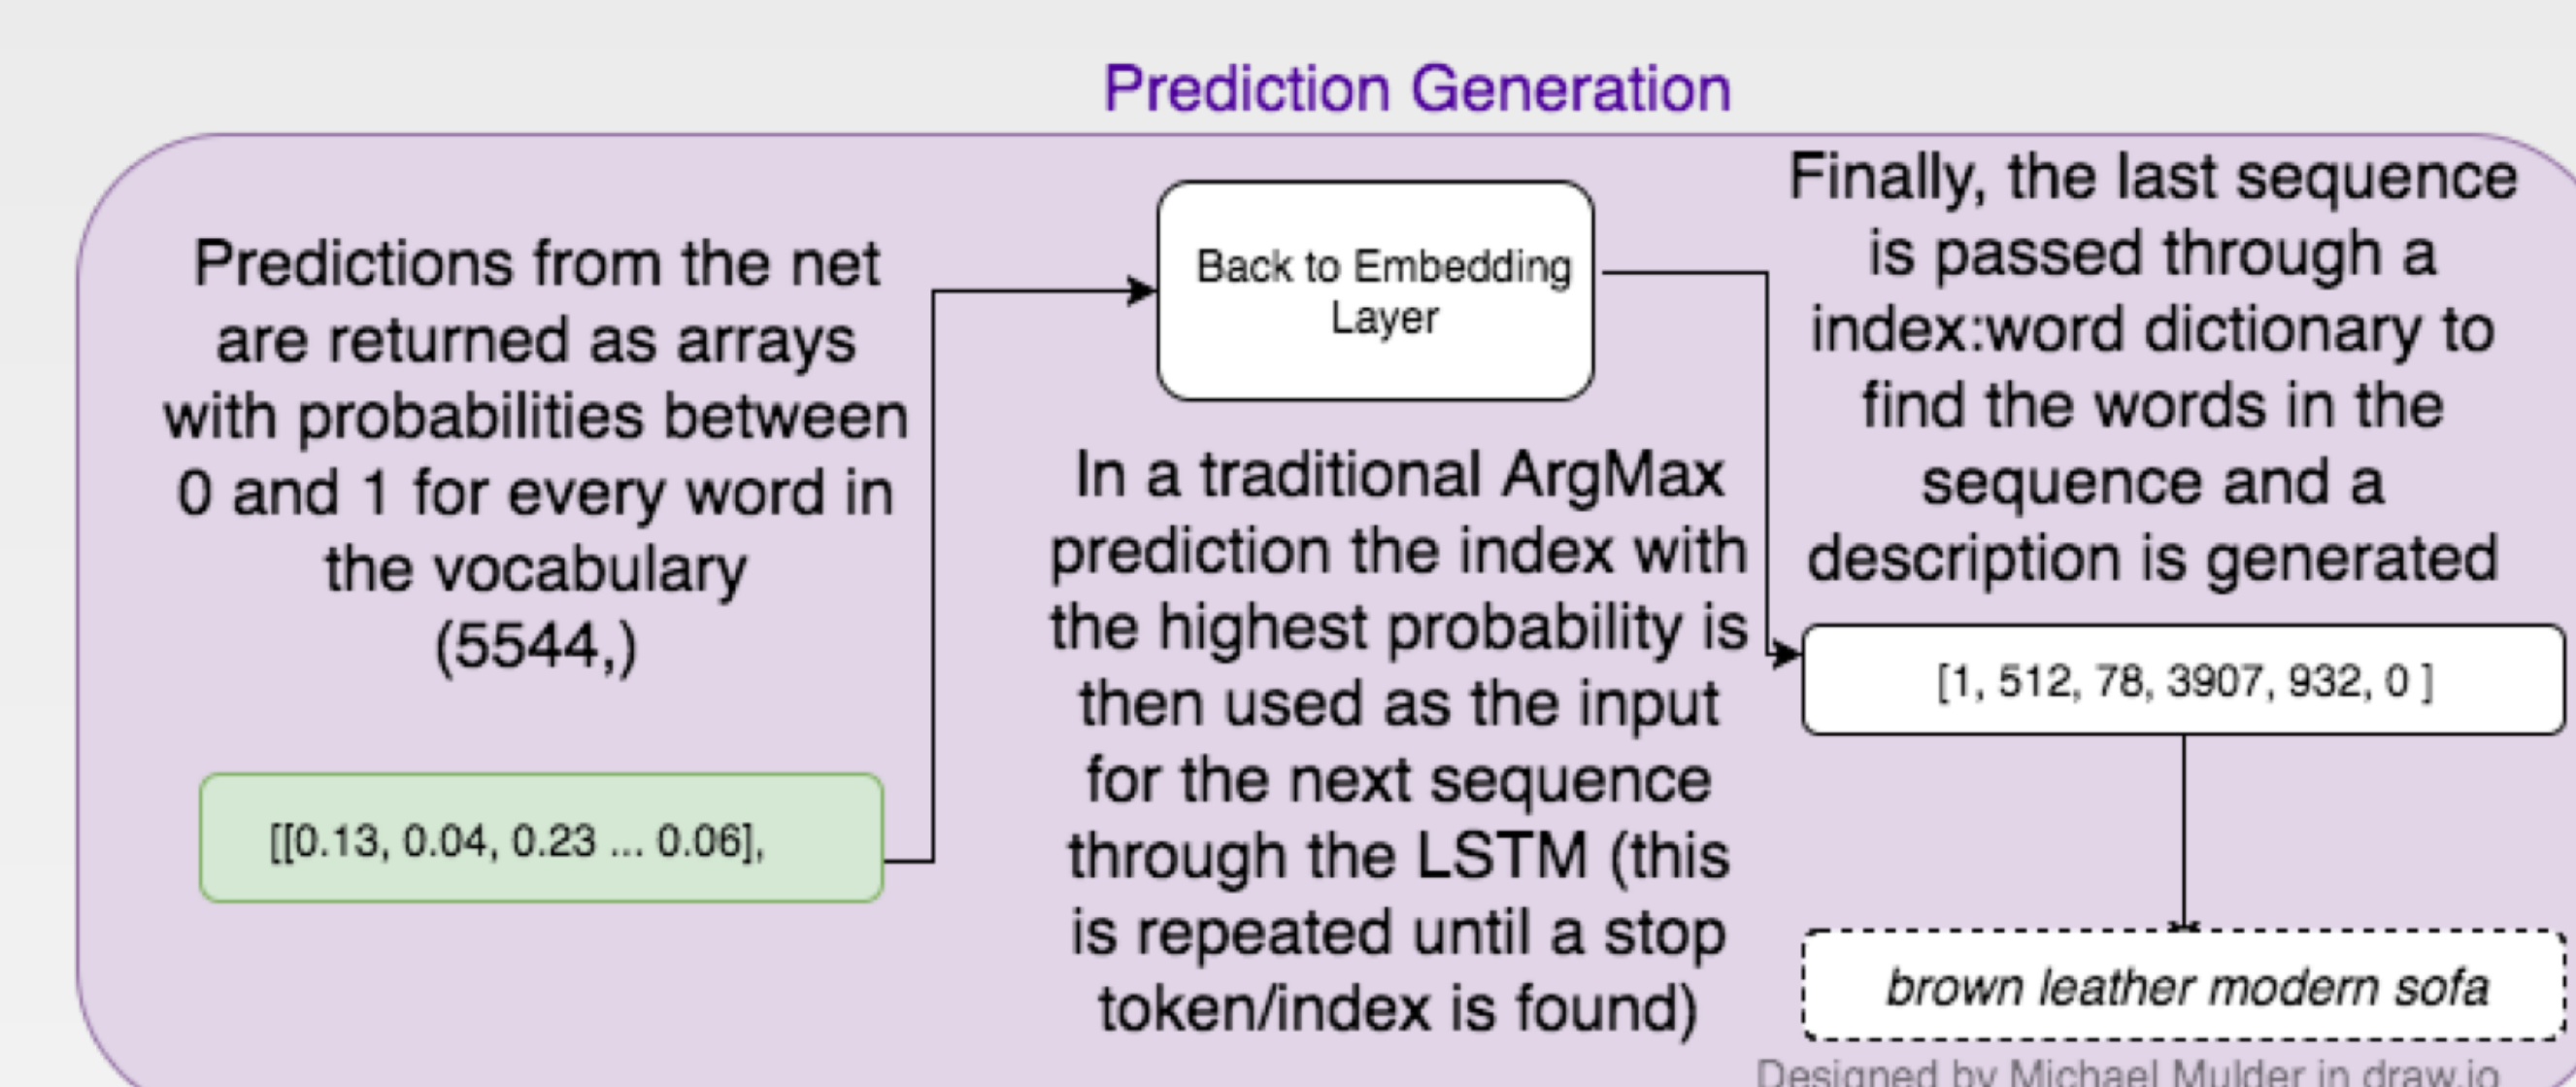 Prediction Generation
Predictions from the net
are returned as arrays
with probabilities between
0 and 1 for every word in
the vocabulary
(5544,)
[[0.13, 0.04, 0.23 ... 0.06],
Back to Embedding
Layer
In a traditional ArgMax
prediction the index with
the highest probability is
then used as the input
for the next sequence
through the LSTM (this
is repeated until a stop
token/index is found)
Finally, the last sequence
is passed through a
index:word dictionary to
find the words in the
sequence and a
description is generated
[1, 512, 78, 3907, 932, 0 ]
brown leather modern sofa
Designed by Michael Mulder in draw.io